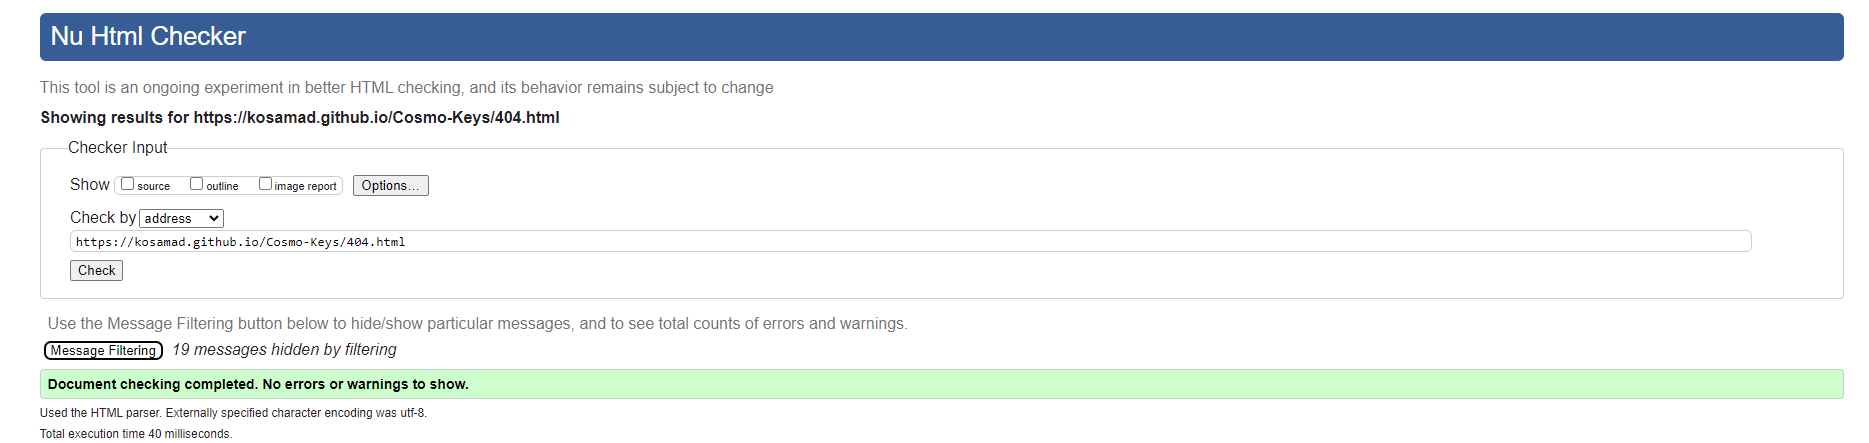 Nu Html Checker
This tool is an ongoing experiment in better HTML checking, and its behavior remains subject to change
Showing results for https://kosamad.github.io/Cosmo-Keys/404.html
Checker Input
Show source outline image report Options...
Check by address
https://kosamad.github.io/Cosmo-Keys/404.html
Check
Use the Message Filtering button below to hide/show particular messages, and to see total counts of errors and warnings.
Message Filtering 19 messages hidden by filtering
Document checking completed. No errors or warnings to show.
Used the HTML parser. Externally specified character encoding was utf-8.
Total execution time 40 milliseconds.